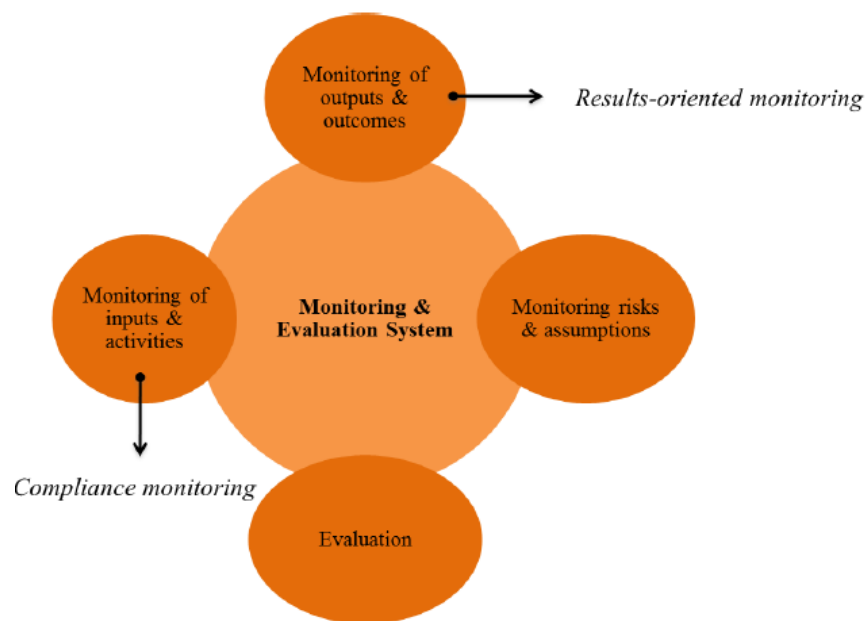 Monitoring of
outputs &
outcomes
Results-oriented monitoring
Monitoring of
inputs &
activities
Monitoring &
Evaluation System
Monitoring risks
& assumptions
Compliance monitoring
Evaluation